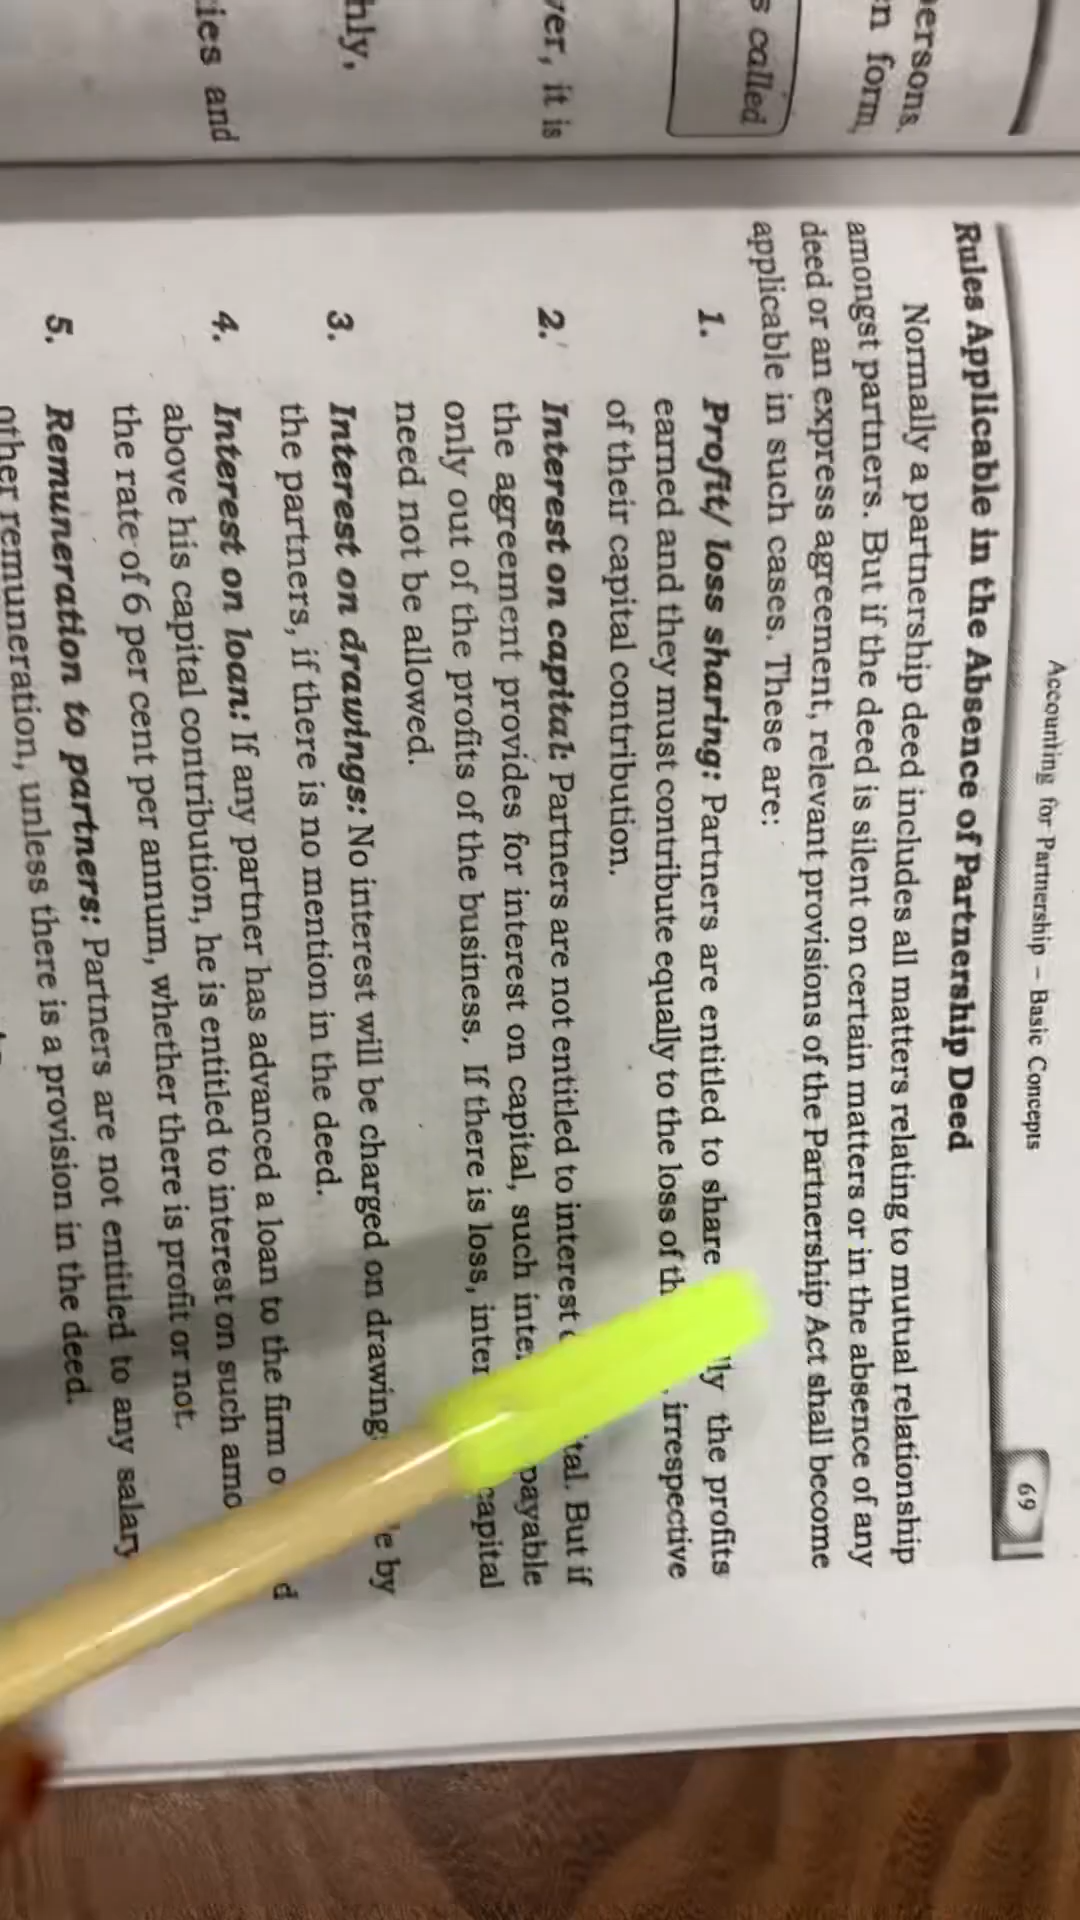 ersons,
n form,
s called
ver, it is
nly,
ies and
Accounting for Partnership – Basic Concepts
69
Rules Applicable in the Absence of Partnership Deed
Normally a partnership deed includes all matters relating to mutual relationship
amongst partners. But if the deed is silent on certain matters or in the absence of any
deed or an express agreement, relevant provisions of the Partnership Act shall become
applicable in such cases. These are:
1. Profit/ loss sharing: Partners are entitled to share lly the profits
earned and they must contribute equally to the loss of th , irrespective
of their capital contribution.
2. Interest on capital: Partners are not entitled to interest tal. But if
the agreement provides for interest on capital, such inte payable
only out of the profits of the business. If there is loss, inter capital
need not be allowed.
3. Interest on drawings: No interest will be charged on drawing e by
the partners, if there is no mention in the deed.
4. Interest on loan: If any partner has advanced a loan to the firm o d
above his capital contribution, he is entitled to interest on such amo
the rate of 6 per cent per annum, whether there is profit or not.
5. Remuneration to partners: Partners are not entitled to any salary
other remuneration, unless there is a provision in the deed.